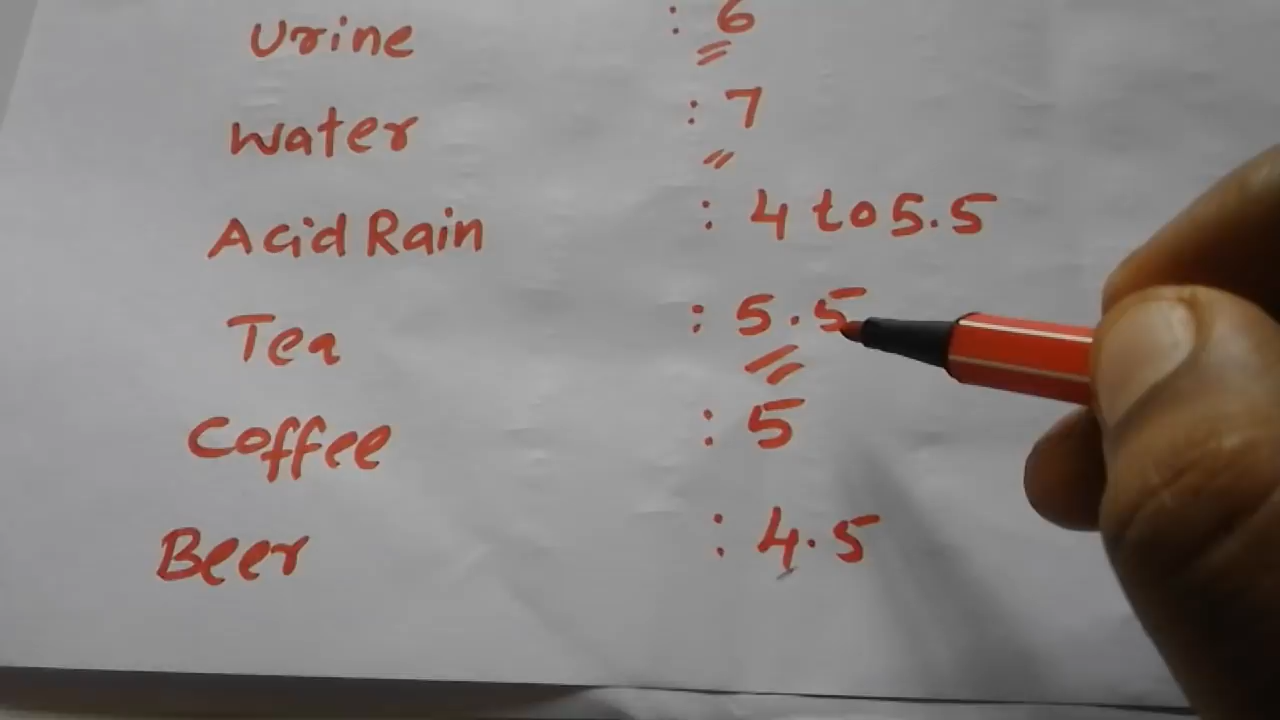 Urine : 6
Water : 7
Acid Rain : 4 to 5.5
Tea : 5.5
Coffee : 5
Beer : 4.5